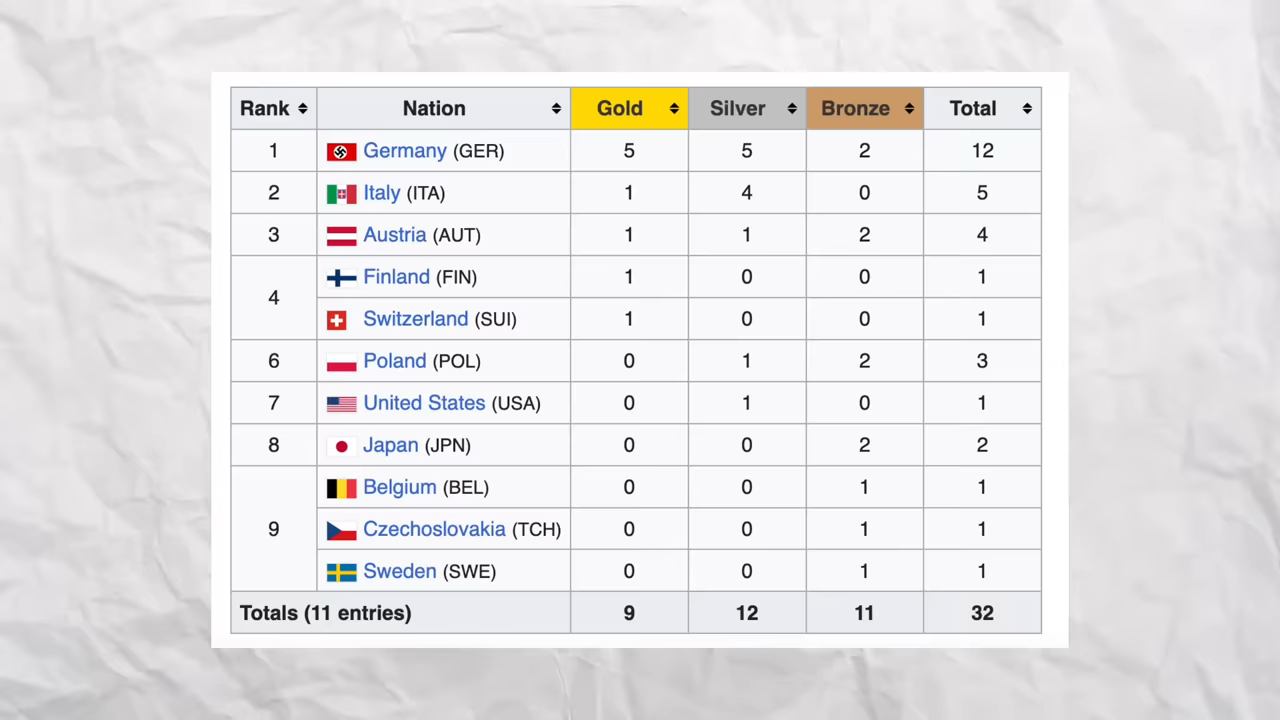 Rank Nation Gold Silver Bronze Total
1 Germany (GER) 5 5 2 12
2 Italy (ITA) 1 4 0 5
3 Austria (AUT) 1 1 2 4
4 Finland (FIN) 1 0 0 1
Switzerland (SUI) 1 0 0 1
6 Poland (POL) 0 1 2 3
7 United States (USA) 0 1 0 1
8 Japan (JPN) 0 0 2 2
9 Belgium (BEL) 0 0 1 1
Czechoslovakia (TCH) 0 0 1 1
Sweden (SWE) 0 0 1 1
Totals (11 entries) 9 12 11 32